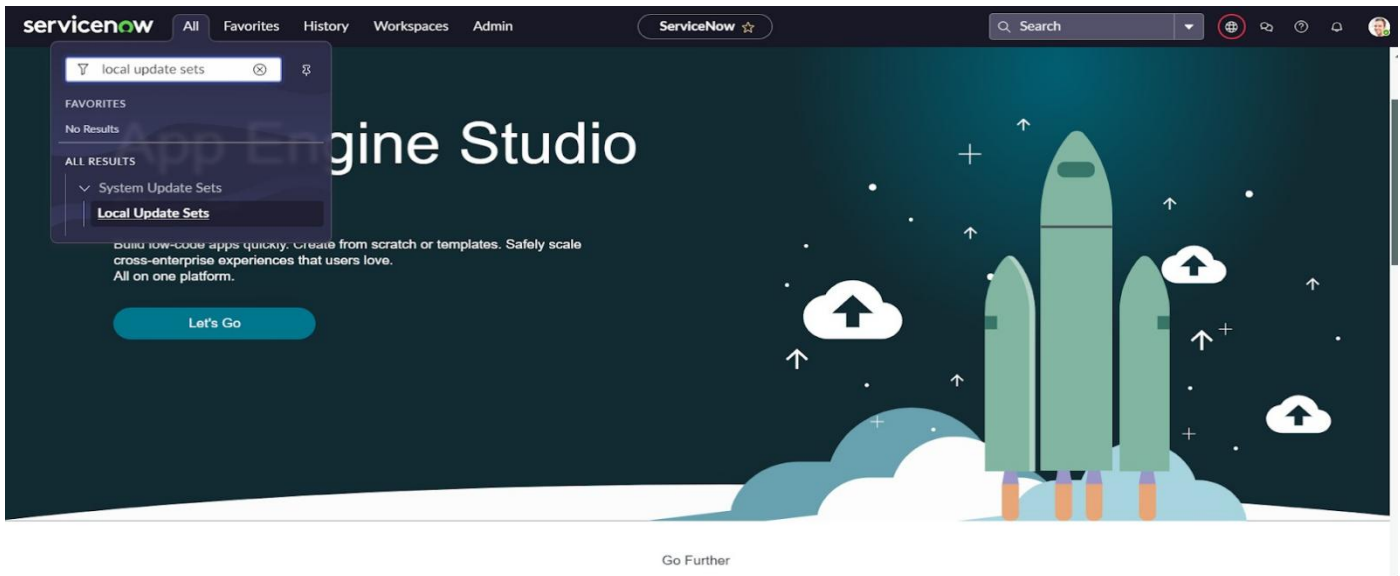 servicenow All Favorites History Workspaces Admin ServiceNow Search
local update sets
FAVORITES
No Results
App Engine Studio
ALL RESULTS
System Update Sets
Local Update Sets
Build low-code apps quickly. Create from scratch or templates. Safely scale
cross-enterprise experiences that users love.
All on one platform.
Let's Go
Go Further